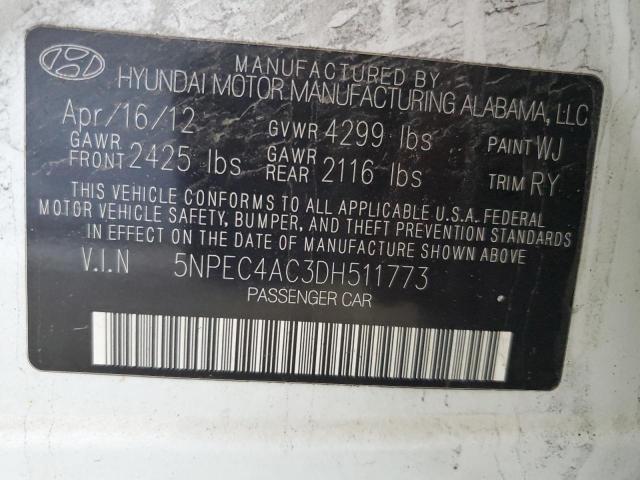 MANUFACTURED BY
HYUNDAI MOTOR MANUFACTURING ALABAMA, LLC
Apr/16/12 GVWR 4299 lbs PAINT WJ
GAWR FRONT 2425 lbs GAWR REAR 2116 lbs TRIM RY
THIS VEHICLE CONFORMS TO ALL APPLICABLE U.S.A. FEDERAL
MOTOR VEHICLE SAFETY, BUMPER, AND THEFT PREVENTION STANDARDS
IN EFFECT ON THE DATE OF MANUFACTURE SHOWN ABOVE.
V.I.N 5NPEC4AC3DH511773
PASSENGER CAR